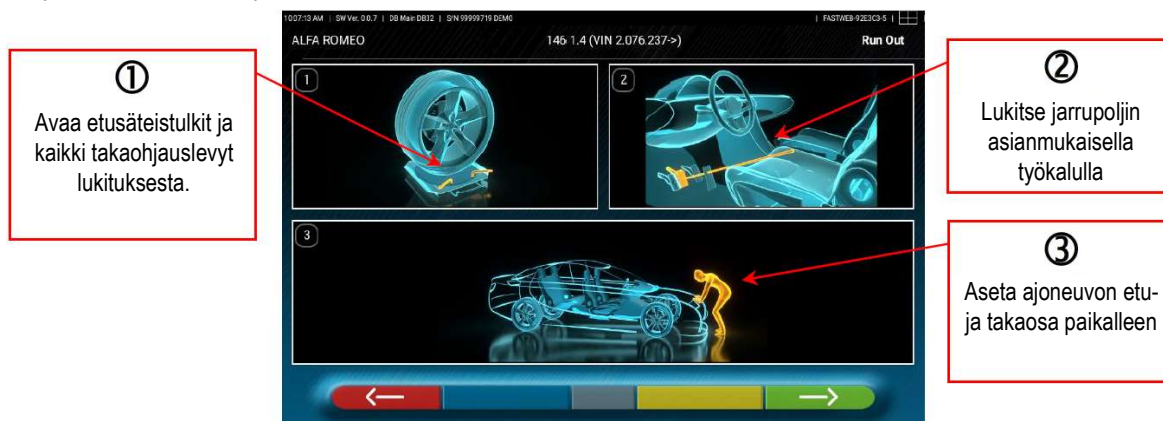 10:07:13 AM | SW Ver. 0.0.7 | DB Main DB32 | S/N 99999719 DEMO | FASTWEB-92E3C3-5 |
ALFA ROMEO 146 1.4 (VIN 2.076.237->) Run Out
①
Avaa etusäteistulkit ja
kaikki takaohjauslevyt
lukituksesta.
1
2
②
Lukitse jarrupoljin
asianmukaisella
työkalulla
3
③
Aseta ajoneuvon etu-
ja takaosa paikalleen